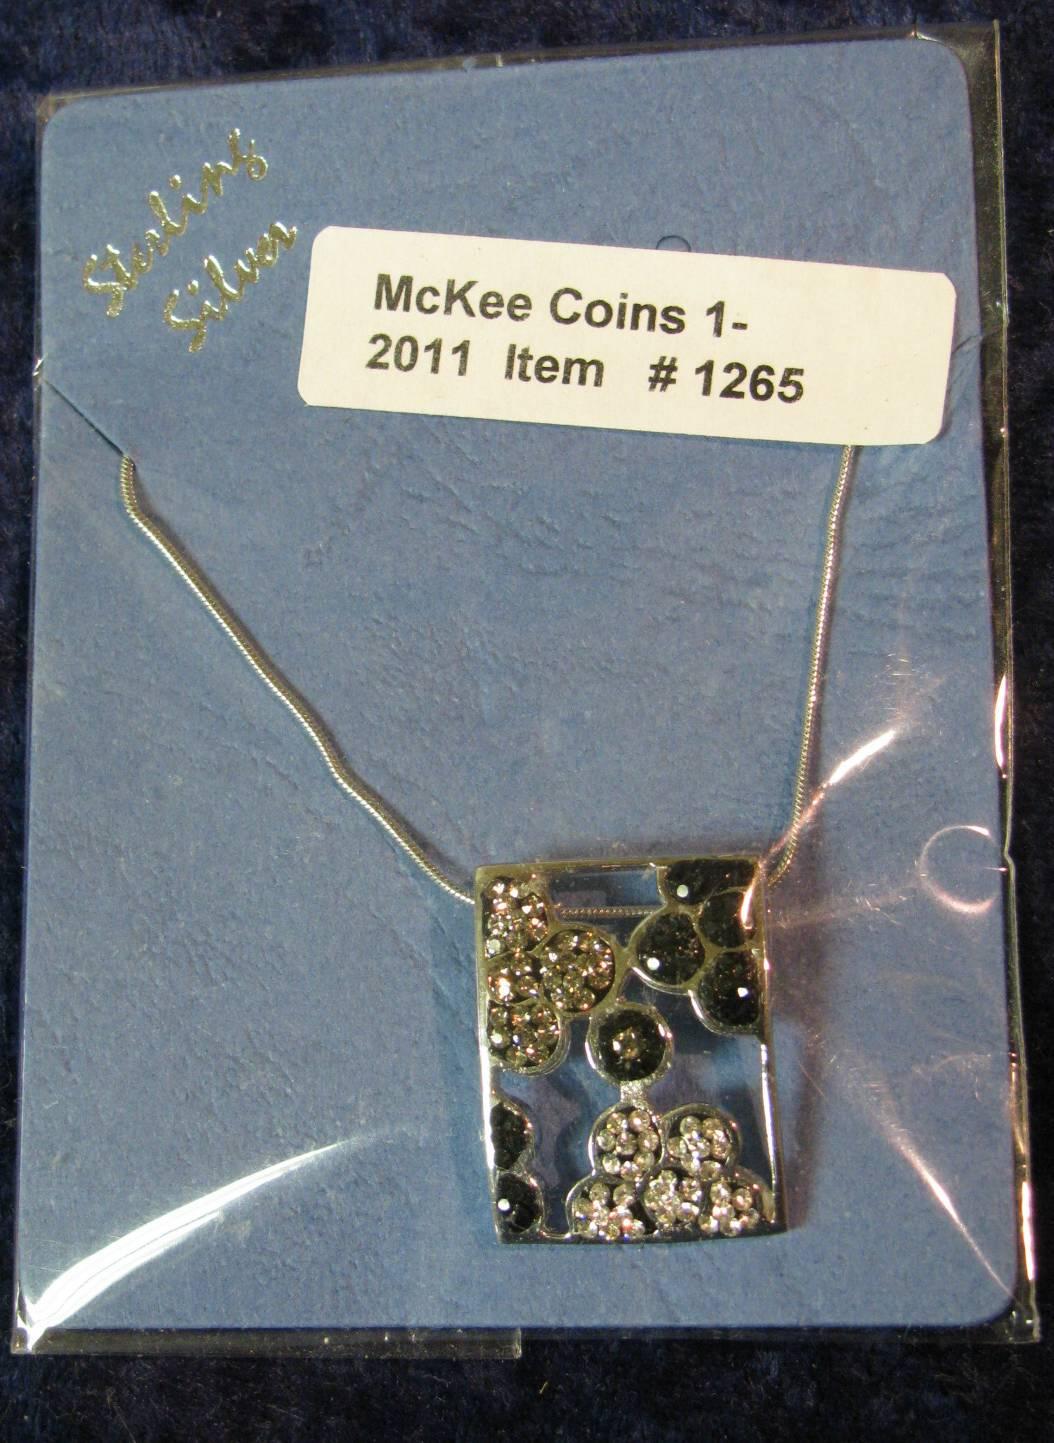 Sterling
Silver
McKee Coins 1-
2011 Item # 1265